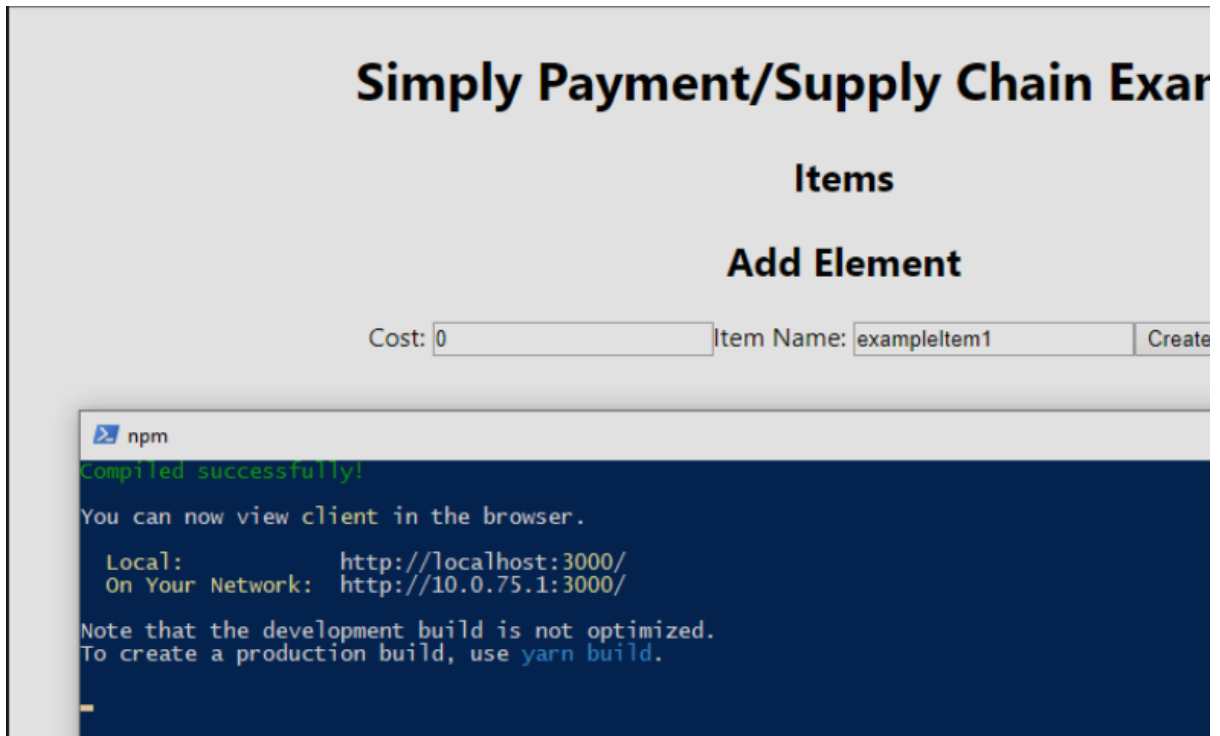 Simply Payment/Supply Chain
Items
Add Element
Cost: 0 Item Name: exampleItem1 Create
npm
Compiled successfully!
You can now view client in the browser.
Local: http://localhost:3000/
On Your Network: http://10.0.75.1:3000/
Note that the development build is not optimized.
To create a production build, use yarn build.